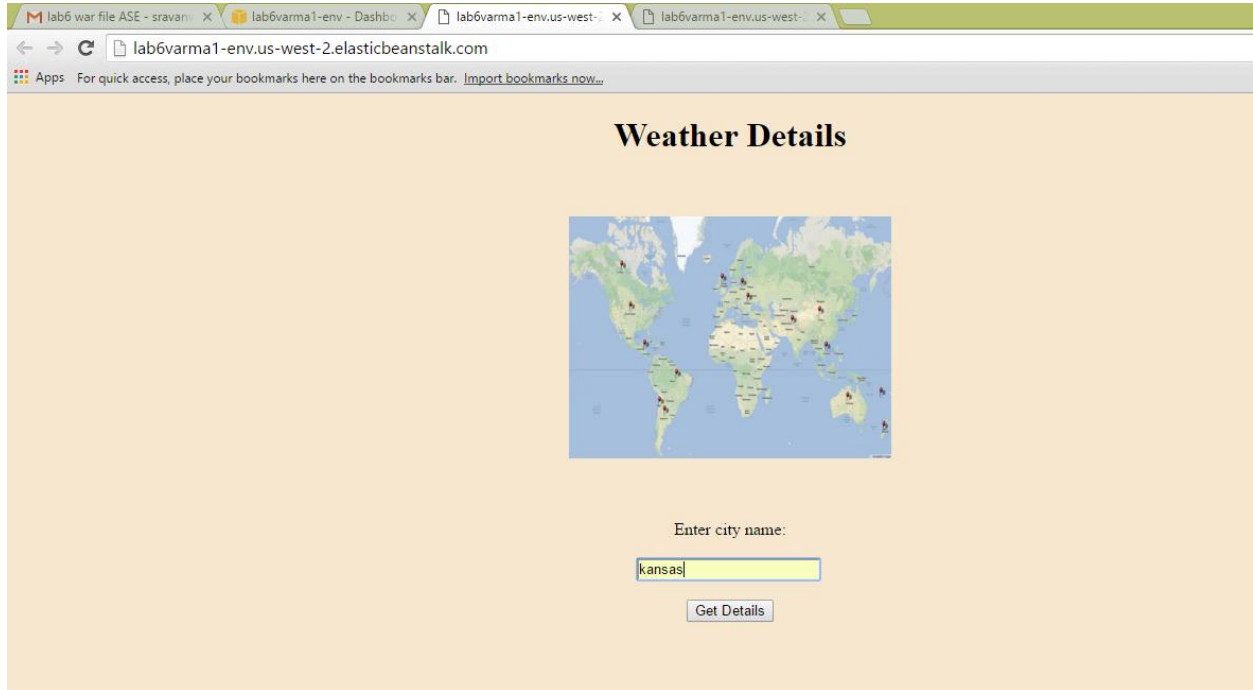 lab6 war file ASE - sravan lab6varma1-env - Dashbo lab6varma1-env.us-west-2 lab6varma1-env.us-west-2
lab6varma1-env.us-west-2.elasticbeanstalk.com
Apps For quick access, place your bookmarks here on the bookmarks bar. Import bookmarks now...
Weather Details
Enter city name:
kansas
Get Details